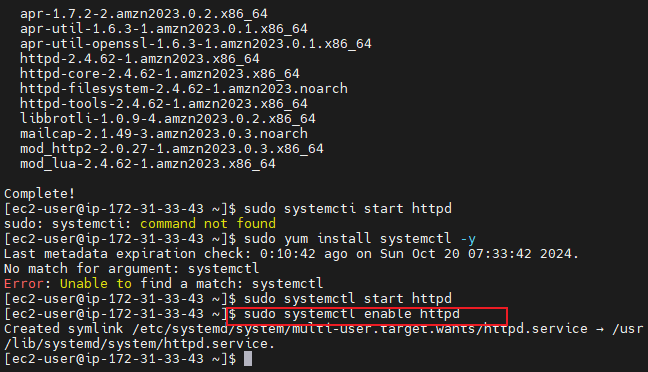 apr-1.7.2-2.amzn2023.0.2.x86_64
apr-util-1.6.3-1.amzn2023.0.1.x86_64
apr-util-openssl-1.6.3-1.amzn2023.0.1.x86_64
httpd-2.4.62-1.amzn2023.x86_64
httpd-core-2.4.62-1.amzn2023.x86_64
httpd-filesystem-2.4.62-1.amzn2023.noarch
httpd-tools-2.4.62-1.amzn2023.x86_64
libbrotli-1.0.9-4.amzn2023.0.2.x86_64
mailcap-2.1.49-3.amzn2023.0.3.noarch
mod_http2-2.0.27-1.amzn2023.0.3.x86_64
mod_lua-2.4.62-1.amzn2023.x86_64
Complete!
[ec2-user@ip-172-31-33-43 ~]$ sudo systemcti start httpd
sudo: systemcti: command not found
[ec2-user@ip-172-31-33-43 ~]$ sudo yum install systemctl -y
Last metadata expiration check: 0:10:42 ago on Sun Oct 20 07:33:42 2024.
No match for argument: systemctl
Error: Unable to find a match: systemctl
[ec2-user@ip-172-31-33-43 ~]$ sudo systemctl start httpd
[ec2-user@ip-172-31-33-43 ~]$ sudo systemctl enable httpd
Created symlink /etc/systemd/system/multi-user.target.wants/httpd.service → /usr
/lib/systemd/system/httpd.service.
[ec2-user@ip-172-31-33-43 ~]$